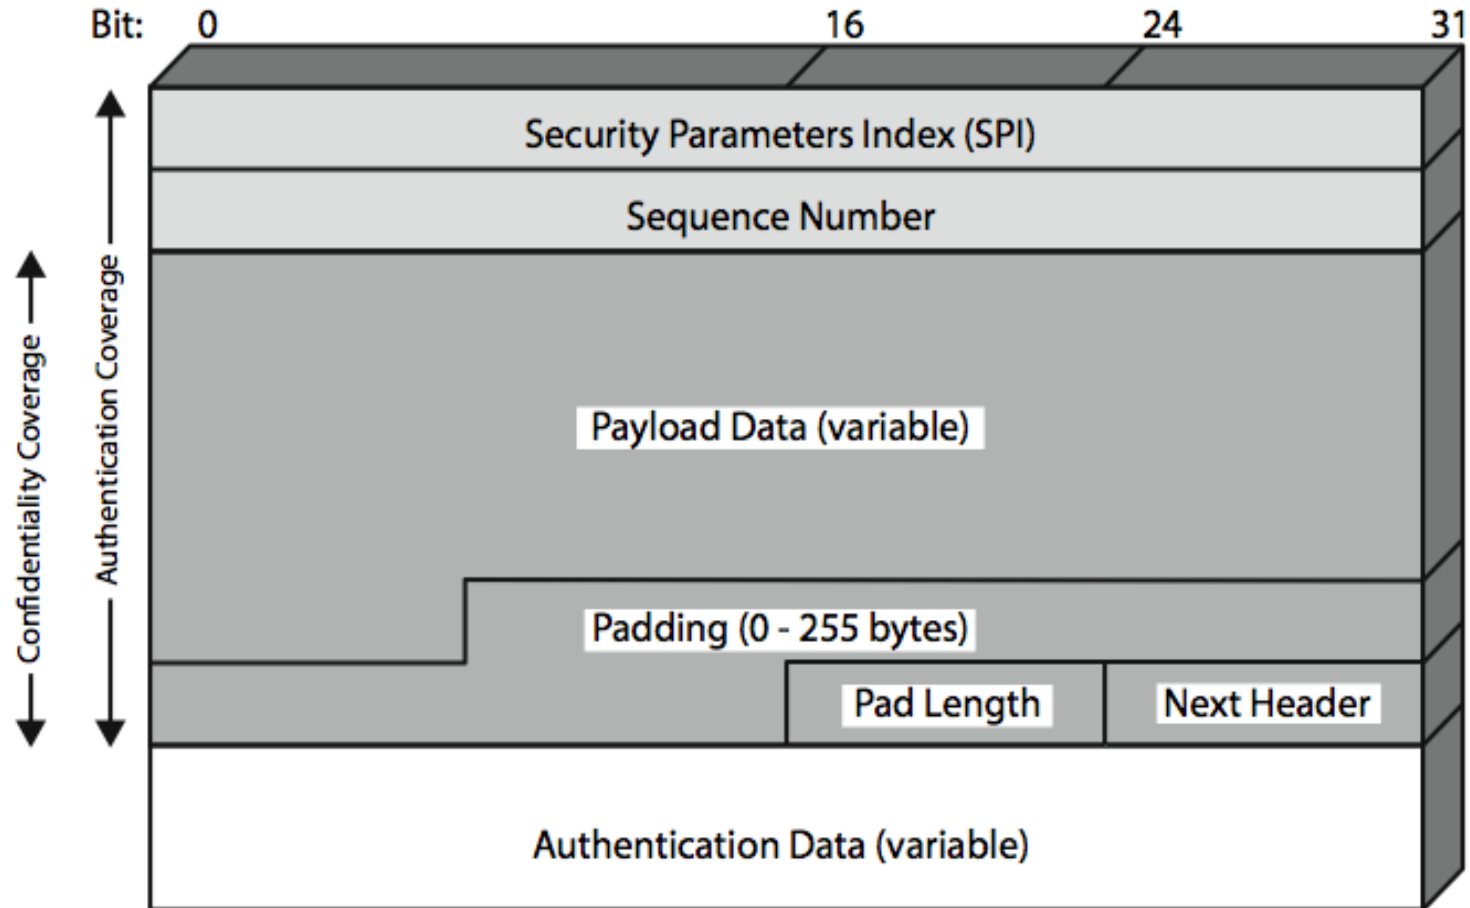 Bit: 0 16 24 31
Security Parameters Index (SPI)
Sequence Number
Confidentiality Coverage
Authentication Coverage
Payload Data (variable)
Padding (0 - 255 bytes)
Pad Length Next Header
Authentication Data (variable)